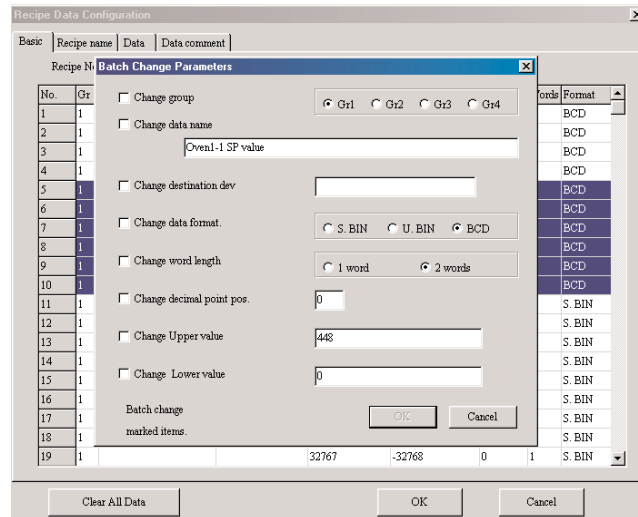 Recipe Data Configuration
Basic Recipe name Data Data comment
Recipe N
Batch Change Parameters
No. Gr ords Format
Change group Gr1 Gr2 Gr3 Gr4
1 1 BCD
Change data name
2 1 BCD
Oven1-1 SP value
3 1 BCD
4 1 BCD
Change destination dev
5 1 BCD
6 1 BCD
Change data format. S. BIN U. BIN BCD
7 1 BCD
8 1 BCD
Change word length 1 word 2 words
9 1 BCD
10 1 BCD
Change decimal point pos. 0
11 1 S. BIN
12 1 S. BIN
Change Upper value 448
13 1 S. BIN
14 1 S. BIN
Change Lower value 0
15 1 S. BIN
16 1 S. BIN
Batch change
marked items.
OK Cancel
17 1 S. BIN
18 1 S. BIN
19 1 32767 -32768 0 1 S. BIN
Clear All Data OK Cancel